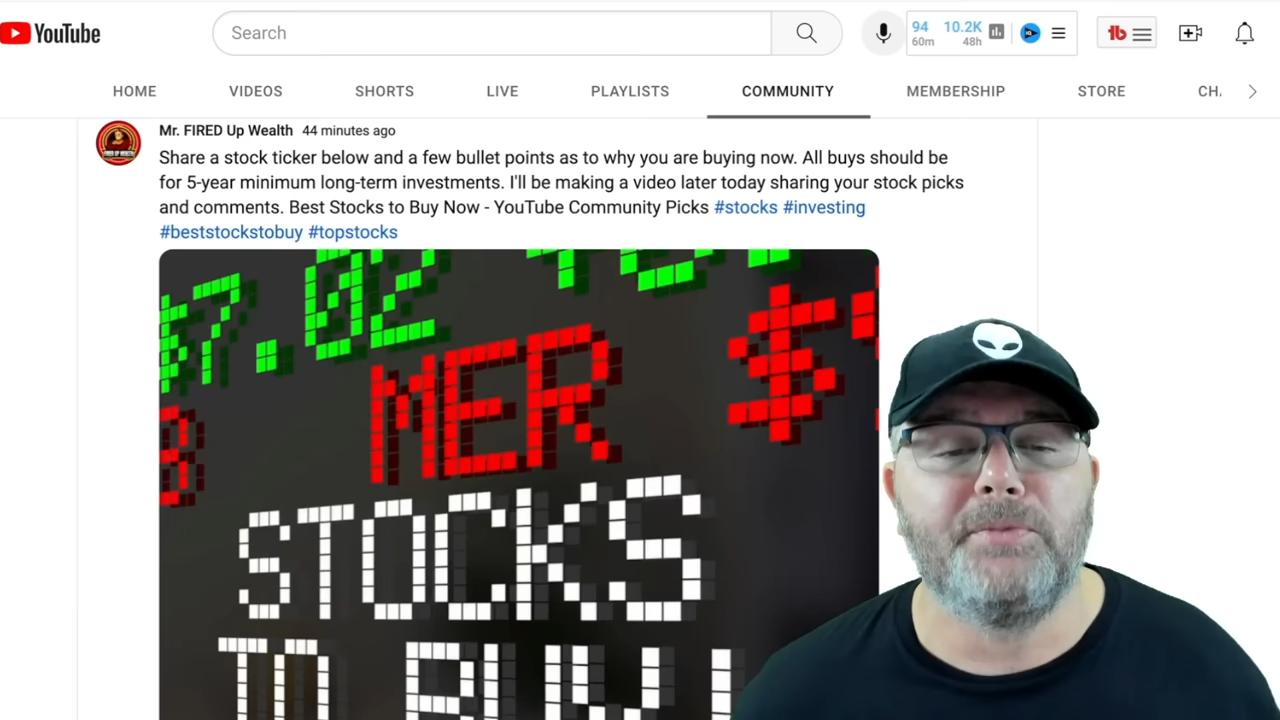 YouTube
Search
94 10.2K
60m 48h
HOME VIDEOS SHORTS LIVE PLAYLISTS COMMUNITY MEMBERSHIP STORE
Mr. FIRED Up Wealth 44 minutes ago
Share a stock ticker below and a few bullet points as to why you are buying now. All buys should be
for 5-year minimum long-term investments. I'll be making a video later today sharing your stock picks
and comments. Best Stocks to Buy Now - YouTube Community Picks #stocks #investing
#beststockstobuy #topstocks
$7.02
MER $
STOCKS
TO BUY